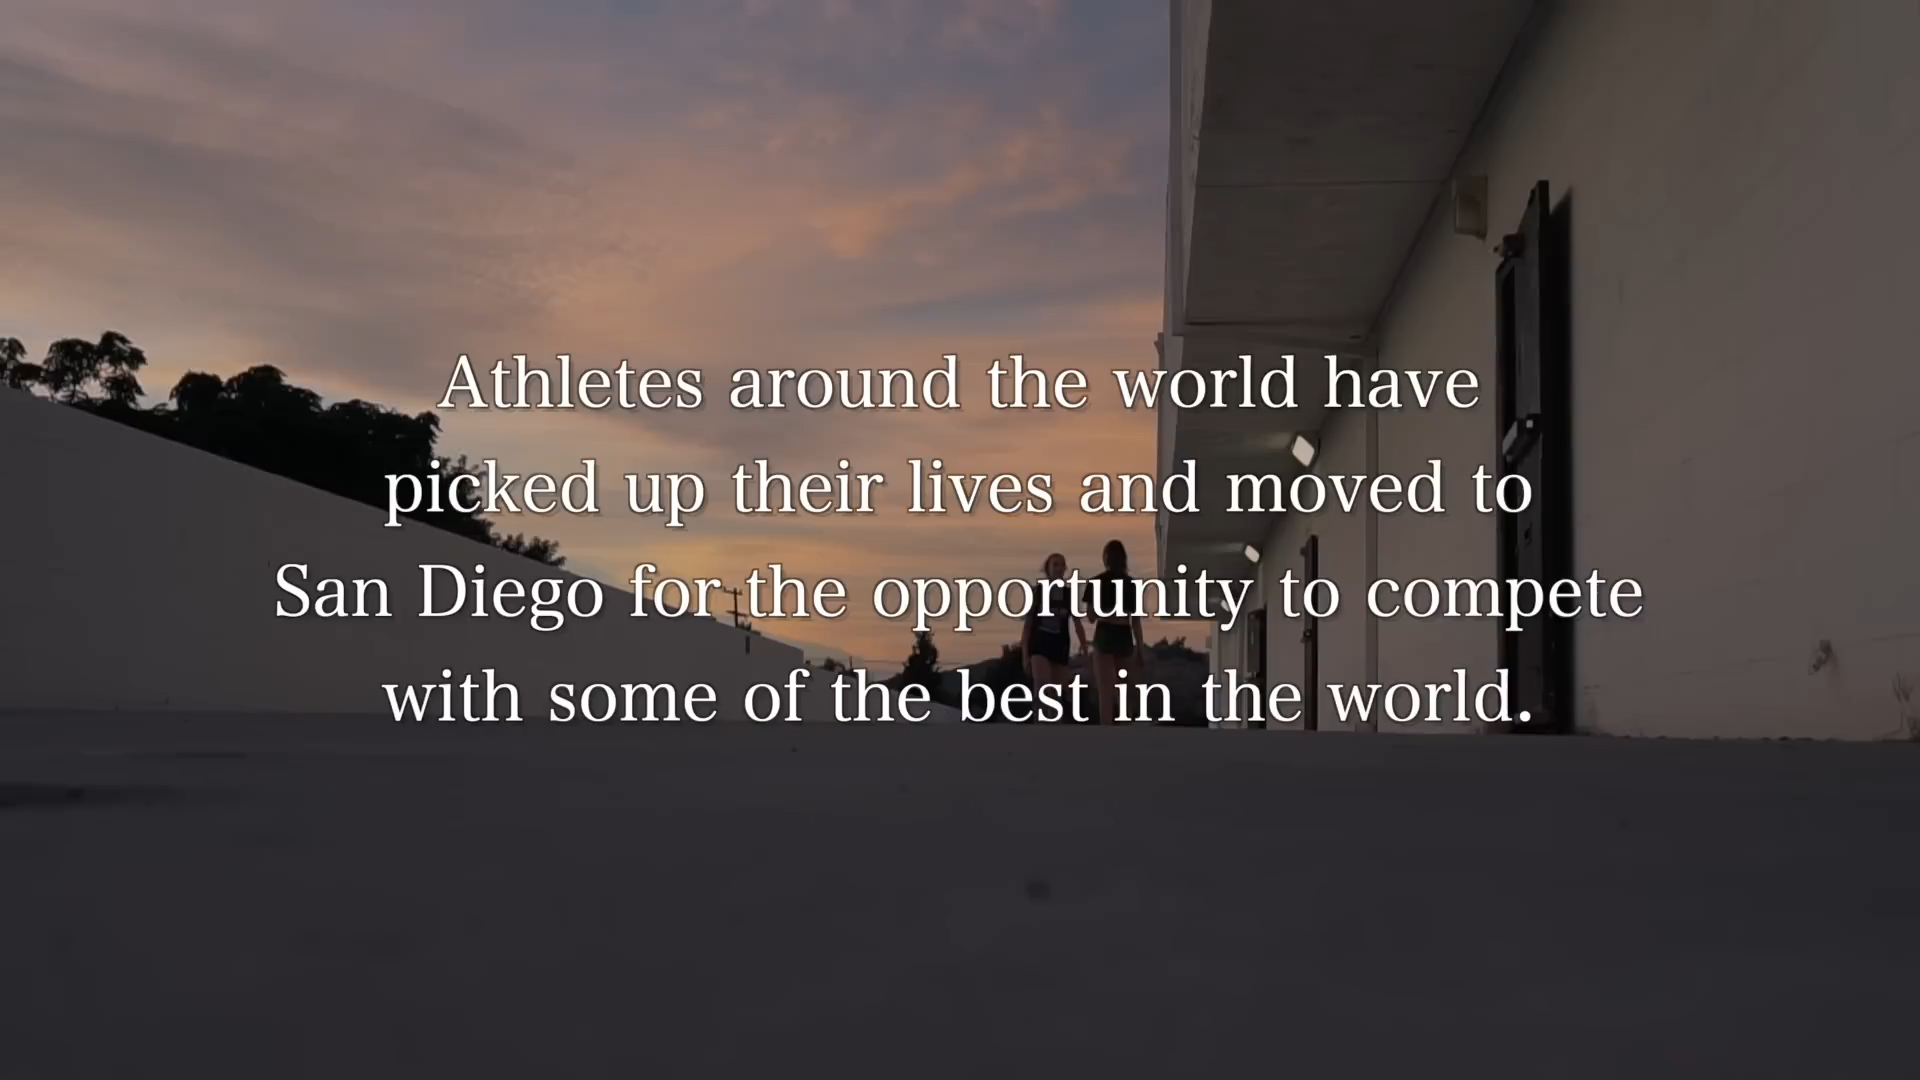 Athletes around the world have
picked up their lives and moved to
San Diego for the opportunity to compete
with some of the best in the world.